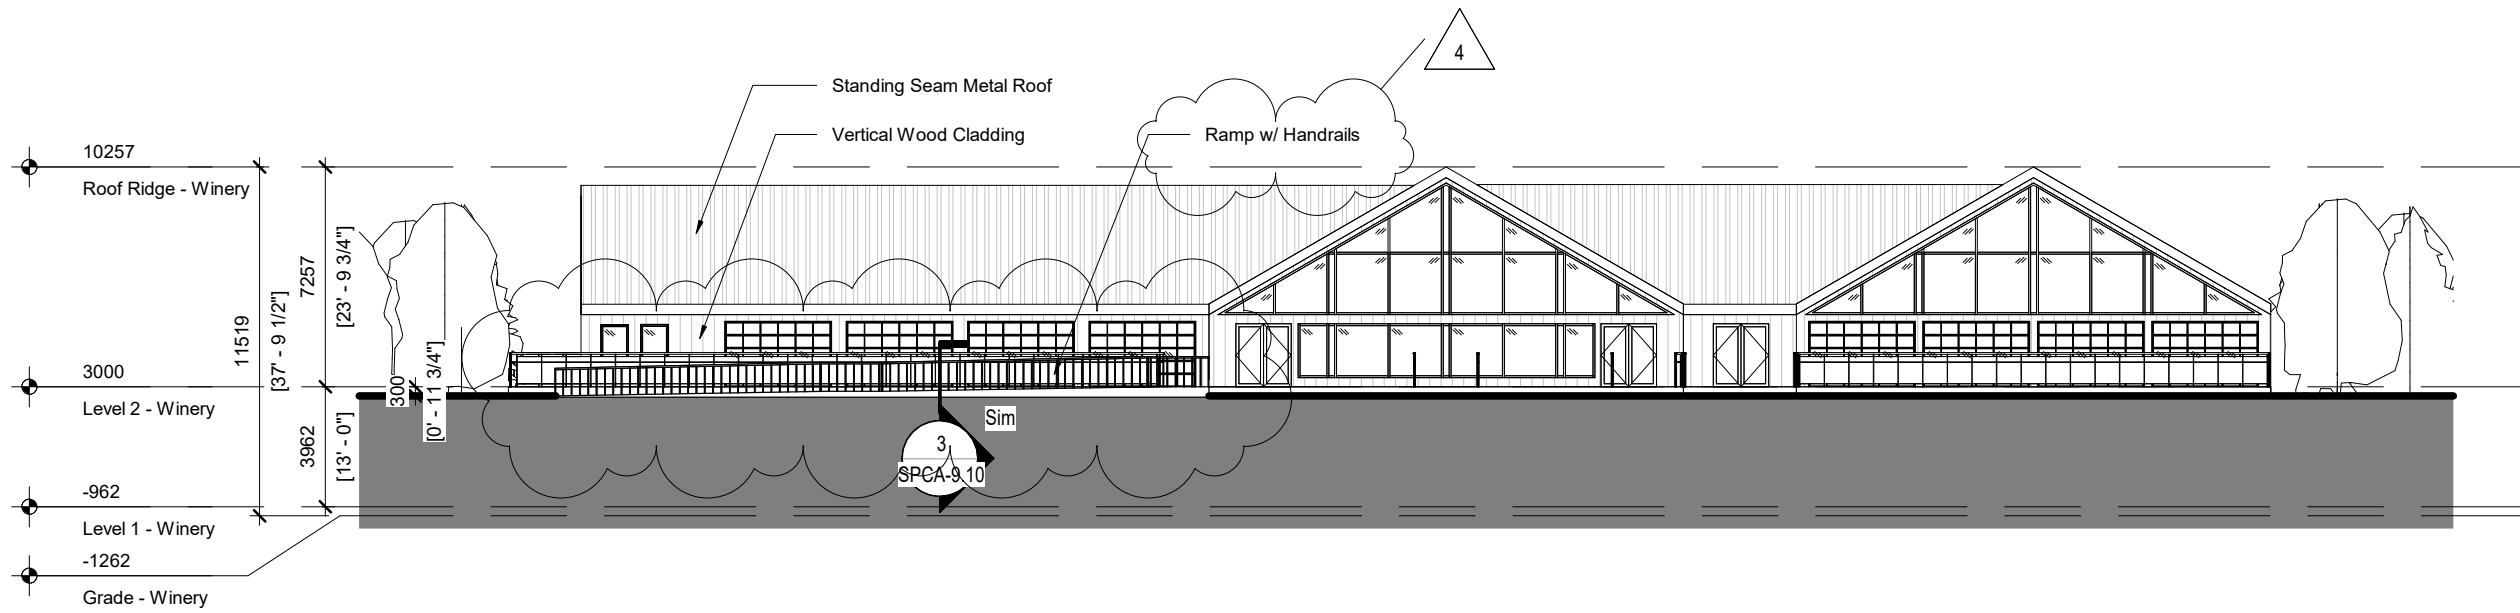 4
Standing Seam Metal Roof
Vertical Wood Cladding
Ramp w/ Handrails
10257
Roof Ridge - Winery
7257
[23' - 9 3/4"]
11519
[37' - 9 1/2"]
3000
Level 2 - Winery
300
[0' - 11 3/4"]
3962
[13' - 0"]
Sim
3
SPCA-9.10
-962
Level 1 - Winery
-1262
Grade - Winery